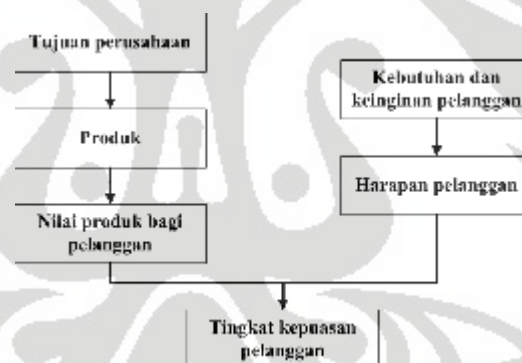 Tujuan perusahaan
Produk
Nilai produk bagi
pelanggan
Kebutuhan dan
keinginan pelanggan
Harapan pelanggan
Tingkat kepuasan
pelanggan